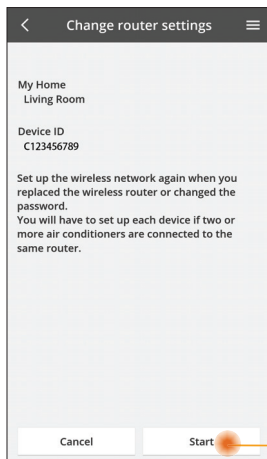 Change router settings
My Home
Living Room
Device ID
C123456789
Set up the wireless network again when you
replaced the wireless router or changed the
password.
You will have to set up each device if two or
more air conditioners are connected to the
same router.
Cancel
Start